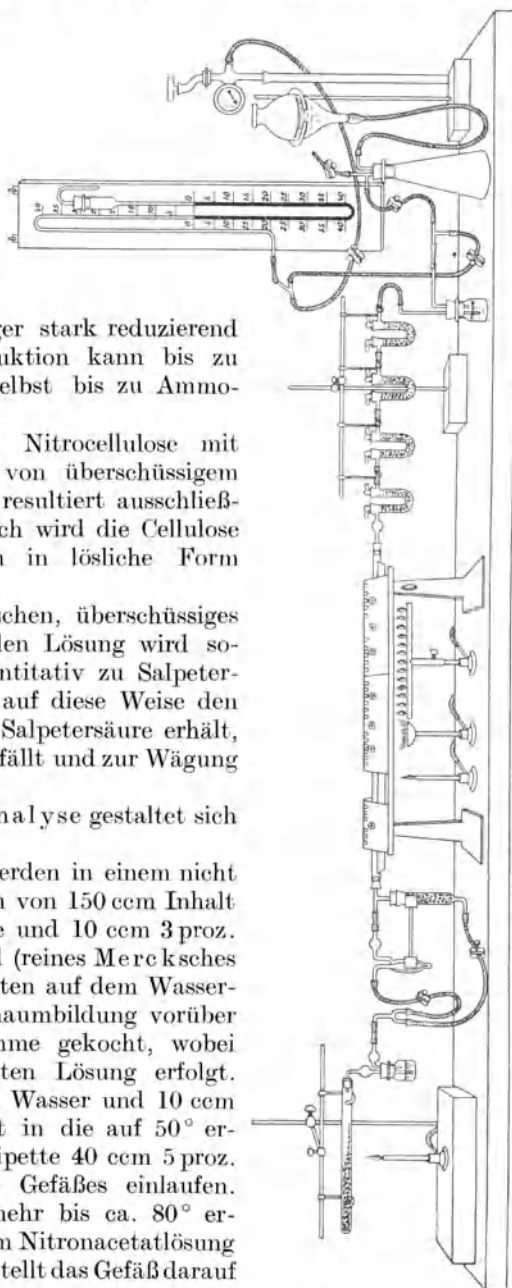 ger stark reduzierend
uktion kann bis zu
elbst bis zu Ammo-
Nitrocellulose mit
von überschüssigem
resultiert ausschließ-
ch wird die Cellulose
in lösliche Form
schen, überschüssiges
den Lösung wird so-
ntitativ zu Salpeter-
auf diese Weise den
Salpetersäure erhält,
fällt und zur Wägung
nalyse gestaltet sich
erden in einem nicht
n von 150 ccm Inhalt
e und 10 ccm 3 proz.
l (reines Mercksches
ten auf dem Wasser-
haumbildung vorüber
mme gekocht, wobei
ten Lösung erfolgt.
Wasser und 10 ccm
t in die auf 50° er-
ipette 40 ccm 5 proz.
Gefäßes einlaufen.
mehr bis ca. 80° er-
m Nitronacetatlösung
stellt das Gefäß darauf